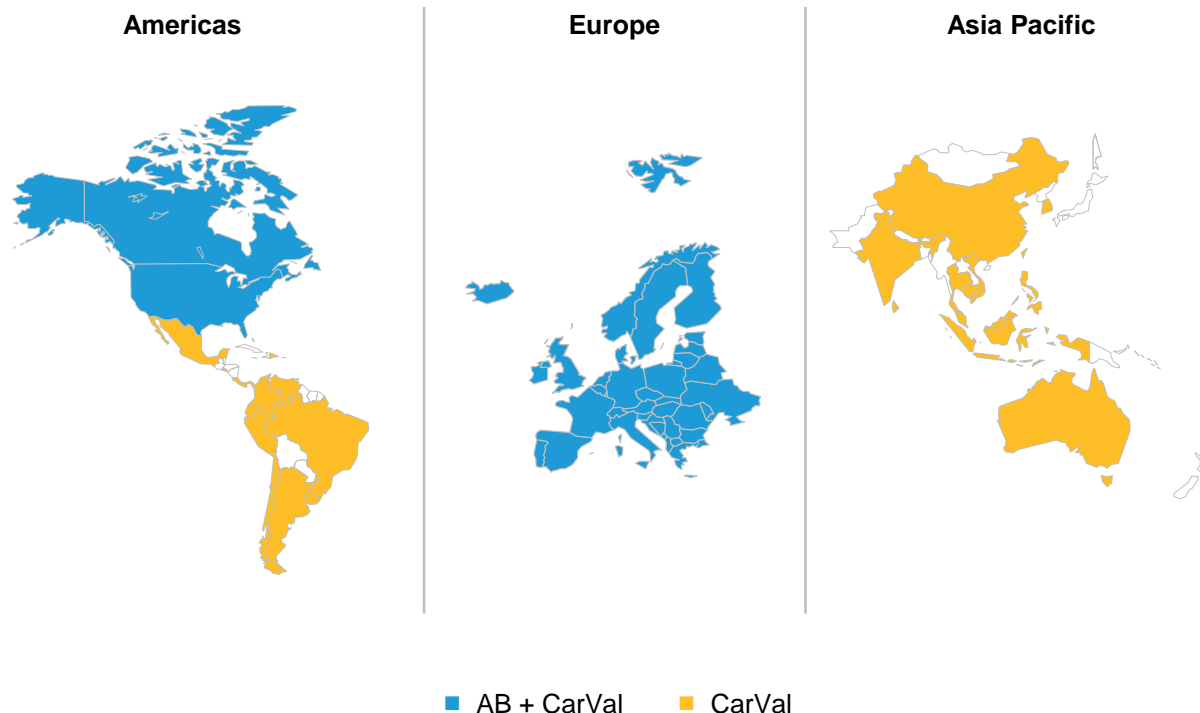 Americas
Europe
Asia Pacific
AB + CarVal
CarVal